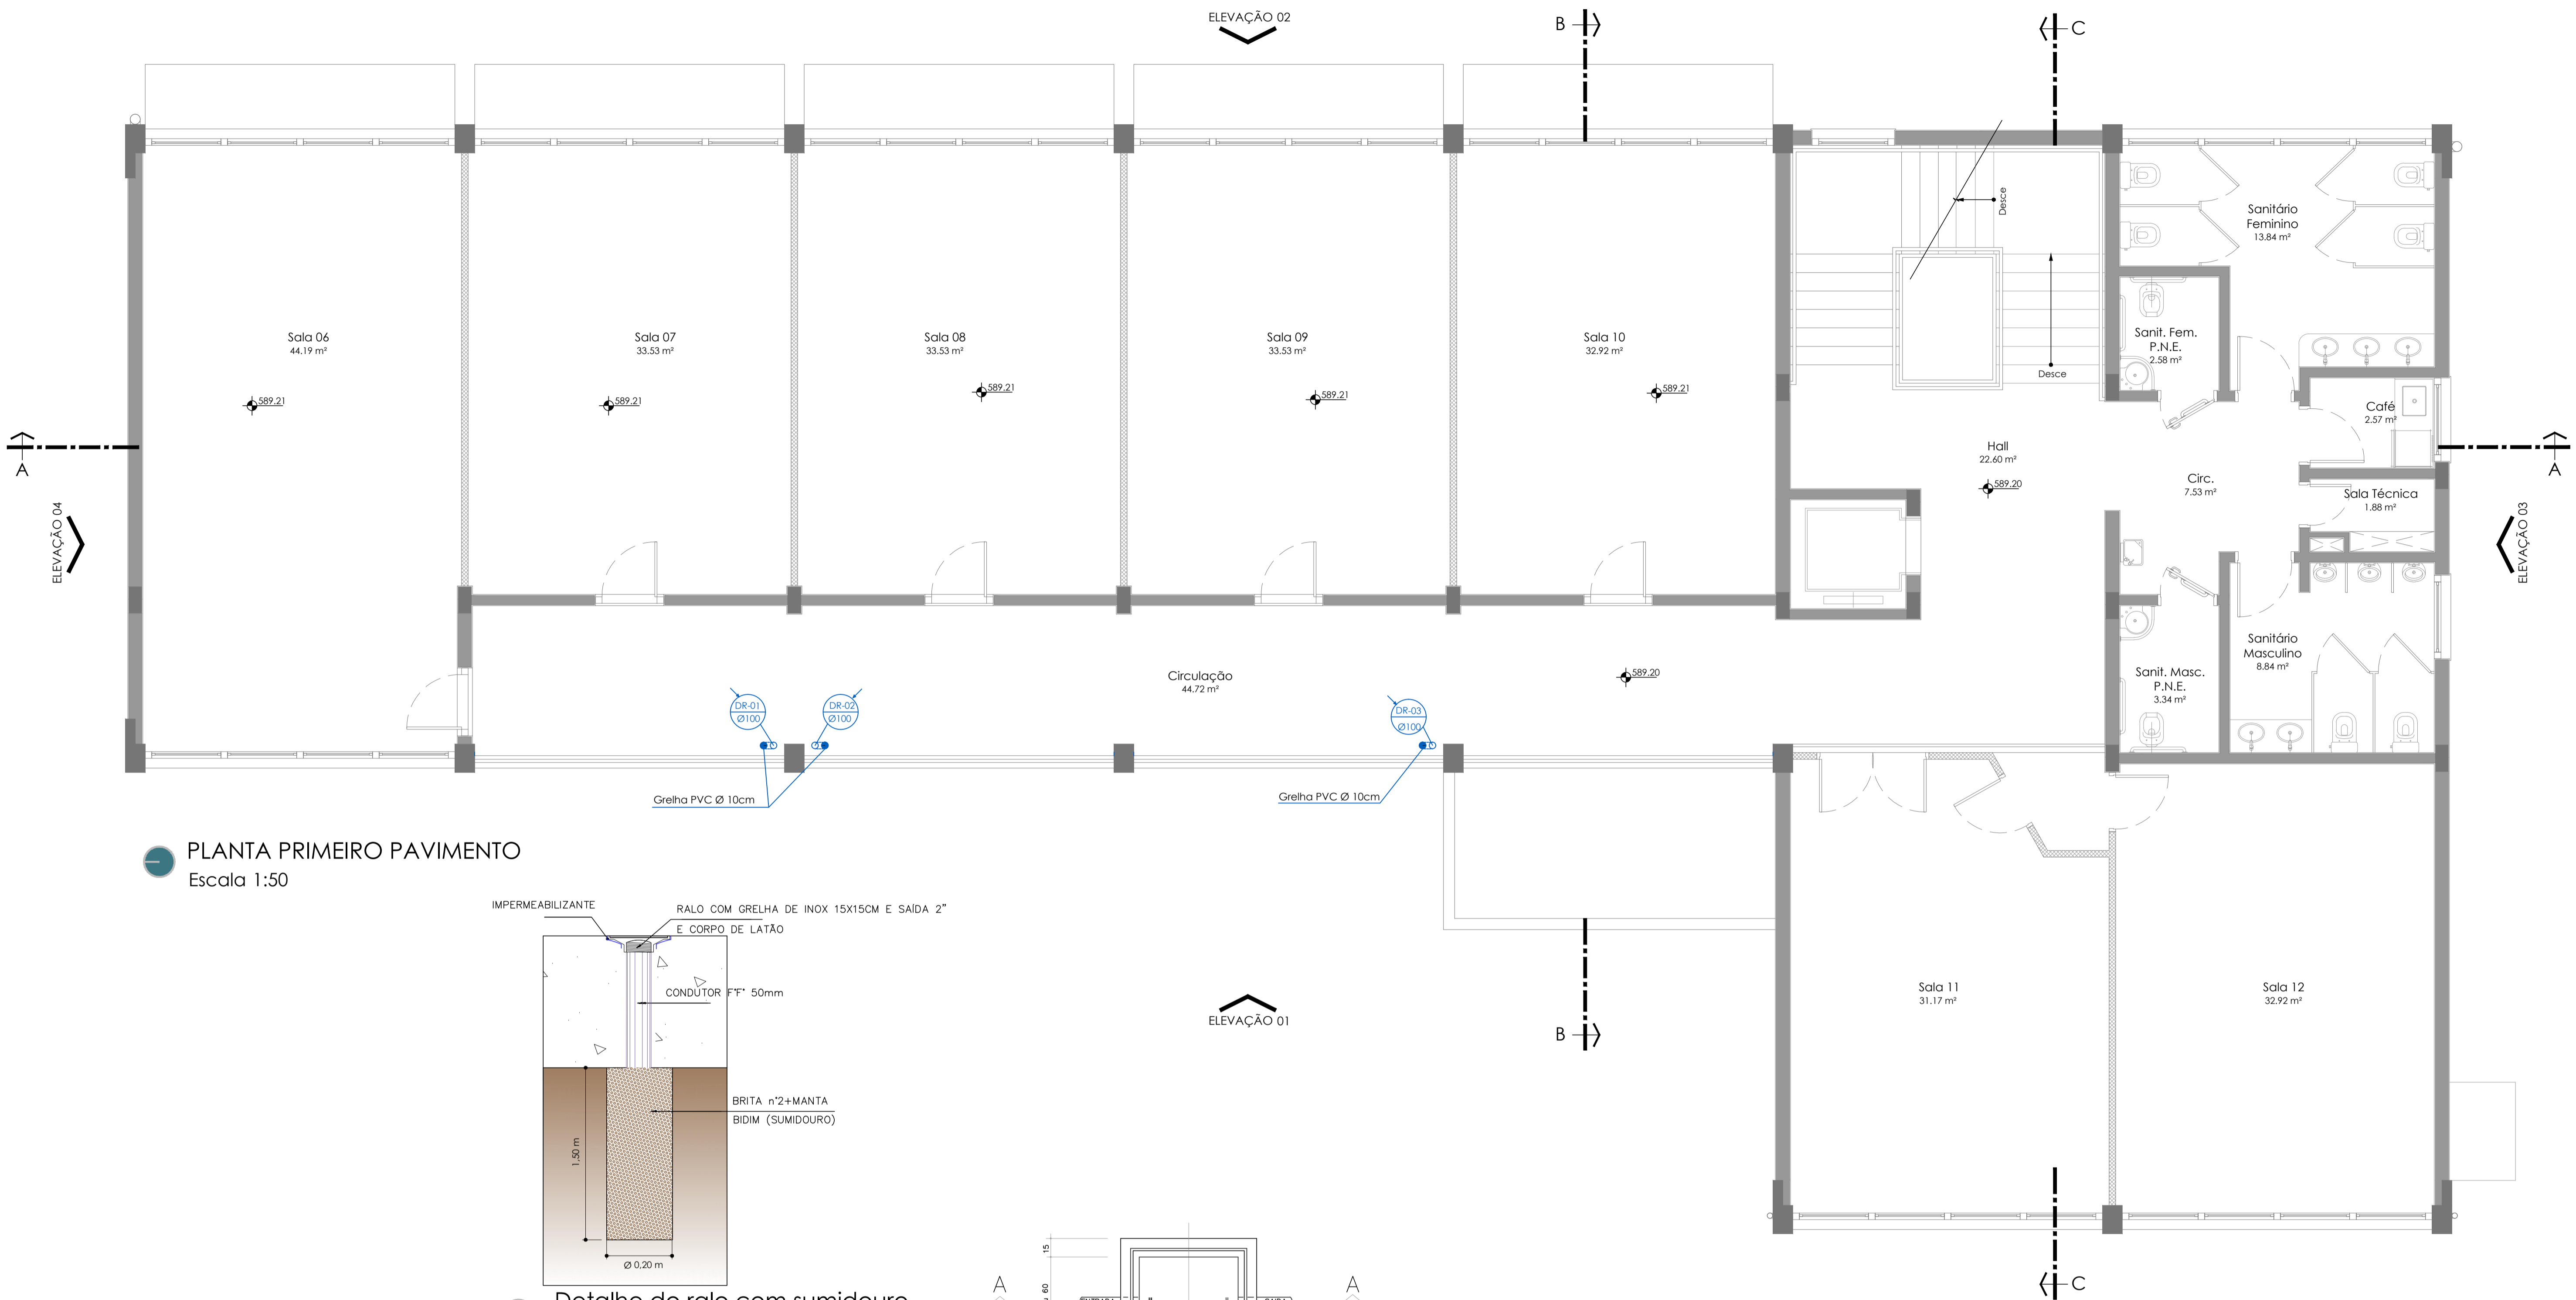 ELEVAÇÃO 02
B
C
Sala 06
44.19 m²
589.21
Sala 07
33.53 m²
589.21
Sala 08
33.53 m²
589.21
Sala 09
33.53 m²
589.21
Sala 10
32.92 m²
589.21
Desce
Desce
Sanitário
Feminino
13.84 m²
Sanit. Fem.
P.N.E.
2.58 m²
Café
2.57 m²
Hall
22.60 m²
589.20
Circ.
7.53 m²
Sala Técnica
1.88 m²
A
A
ELEVAÇÃO 04
ELEVAÇÃO 03
Sanitário
Masculino
8.84 m²
Sanit. Masc.
P.N.E.
3.34 m²
Circulação
44.72 m²
589.20
DR-01
Ø100
DR-02
Ø100
DR-03
Ø100
Grelha PVC Ø 10cm
Grelha PVC Ø 10cm
PLANTA PRIMEIRO PAVIMENTO
Escala 1:50
IMPERMEABILIZANTE
RALO COM GRELHA DE INOX 15X15CM E SAÍDA 2"
E CORPO DE LATÃO
CONDUTOR F°F° 50mm
BRITA n°2+MANTA
BIDIM (SUMIDOURO)
1,50 m
Ø 0,20 m
Detalhe do ralo com sumidouro
ELEVAÇÃO 01
B
Sala 11
31.17 m²
Sala 12
32.92 m²
15
60
A
A
C